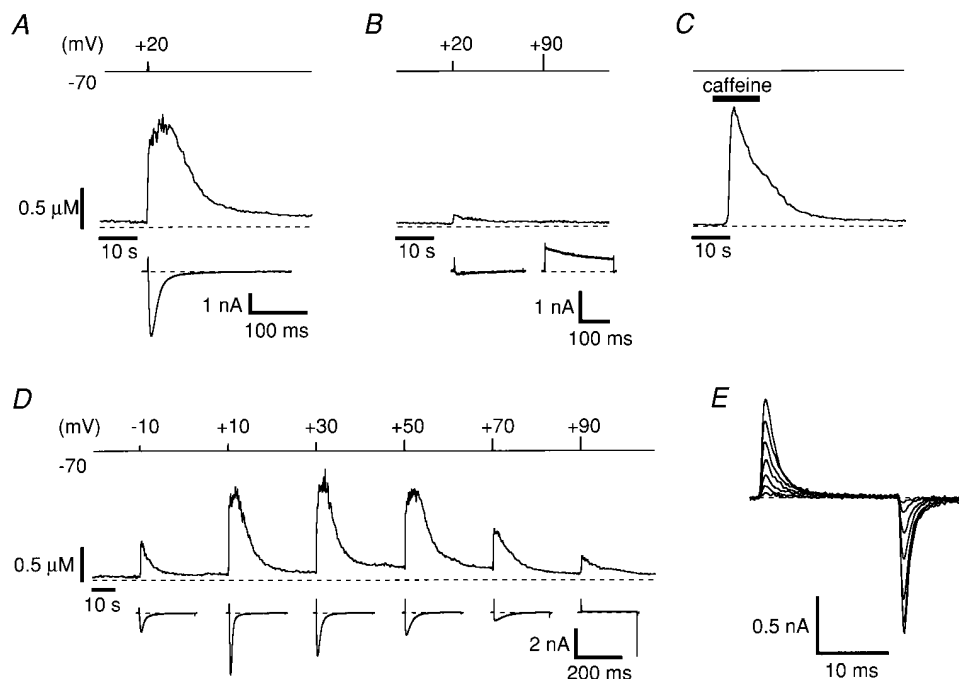 A
(mV)
+20
-70
0.5 µM
10 s
1 nA
100 ms
B
+20
+90
10 s
1 nA
100 ms
C
caffeine
10 s
D
(mV)
-10
+10
+30
+50
+70
+90
-70
0.5 µM
10 s
2 nA
200 ms
E
0.5 nA
10 ms